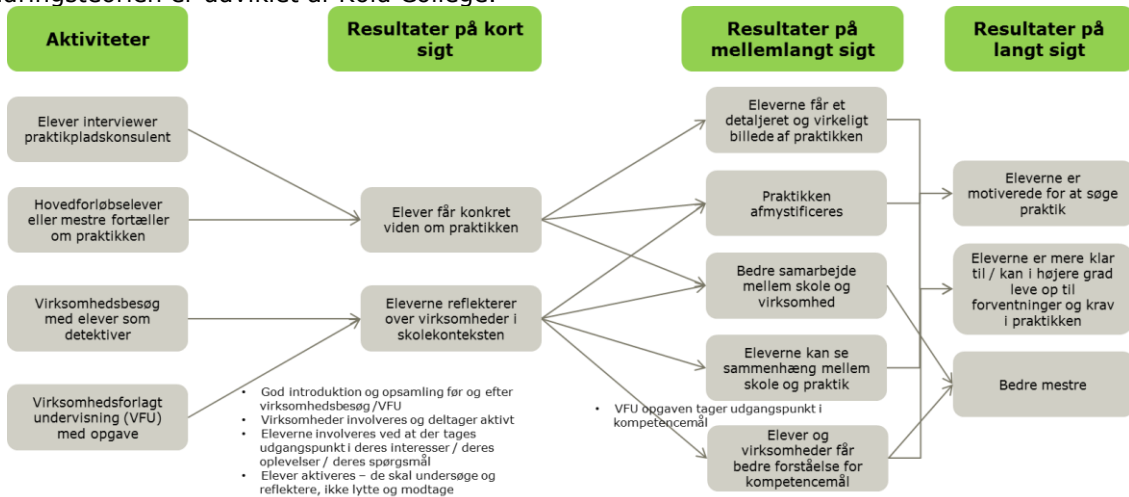 Aktiviteter
Resultater på kort
sigt
Resultater på
mellemlangt sigt
Resultater på
langt sigt
Elever interviewer
praktikpladskonsulent
Hovedforløbselever
eller mestre fortæller
om praktikken
Virksomhedsbesøg
med elever som
detektiver
Virksomhedsforlagt
undervisning (VFU)
med opgave
Elever får konkret
viden om praktikken
Eleverne reflekterer
over virksomheder i
skolekonteksten
• God introduktion og opsamling før og efter
virksomhedsbesøg/VFU
• Virksomheder involveres og deltager aktivt
• Eleverne involveres ved at der tages
udgangspunkt i deres interesser / deres
oplevelser / deres spørgsmål
• Elever aktiveres – de skal undersøge og
reflektere, ikke lytte og modtage
Eleverne får et
detaljeret og virkeligt
billede af praktikken
Praktikken
afmystificeres
Bedre samarbejde
mellem skole og
virksomhed
Eleverne kan se
sammenhæng mellem
skole og praktik
• VFU opgaven tager udgangspunkt i
kompetencemål
Elever og
virksomheder får
bedre forståelse for
kompetencemål
Eleverne er
motiverede for at søge
praktik
Eleverne er mere klar
til / kan i højere grad
leve op til
forventninger og krav
i praktikken
Bedre mestre